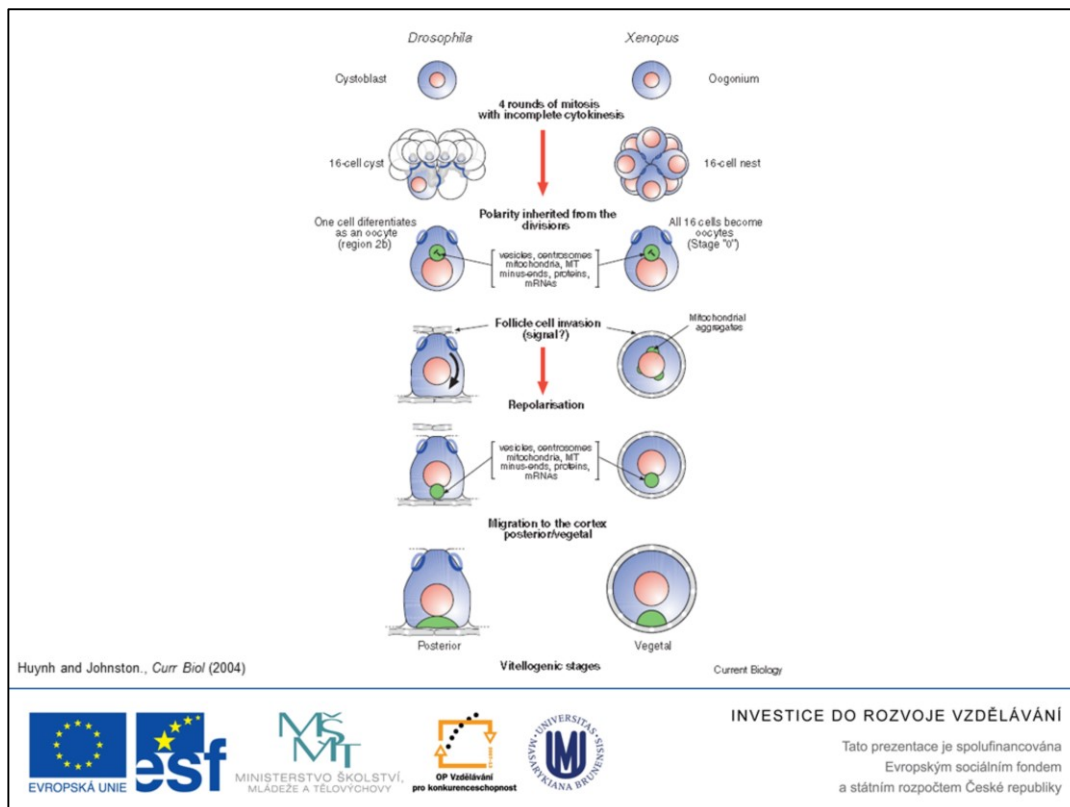 Drosophila
Xenopus
Cystoblast
Oogonium
4 rounds of mitosis
with incomplete cytokinesis
16-cell cyst
16-cell nest
Polarity inherited from the
divisions
One cell diferentiates
as an oocyte
(region 2b)
All 16 cells become
oocytes
(Stage "0")
vesicles, centrosomes
mitochondria, MT
minus-ends, proteins,
mRNAs
Follicle cell invasion
(signal?)
Mitochondrial
aggregates
Repolarisation
vesicles, centrosomes
mitochondria, MT
minus-ends, proteins,
mRNAs
Migration to the cortex
posterior/vegetal
Posterior
Vegetal
Huynh and Johnston., Curr Biol (2004)
Vitellogenic stages
Current Biology
EVROPSKÁ UNIE
esf
MŠMT
MINISTERSTVO ŠKOLSTVÍ,
MLÁDEŽE A TĚLOVÝCHOVY
OP Vzdělávání
pro konkurenceschopnost
UNIVERSITAS
MASARYKIANA BRUNENSIS
INVESTICE DO ROZVOJE VZDĚLÁVÁNÍ
Tato prezentace je spolufinancována
Evropským sociálním fondem
a státním rozpočtem České republiky